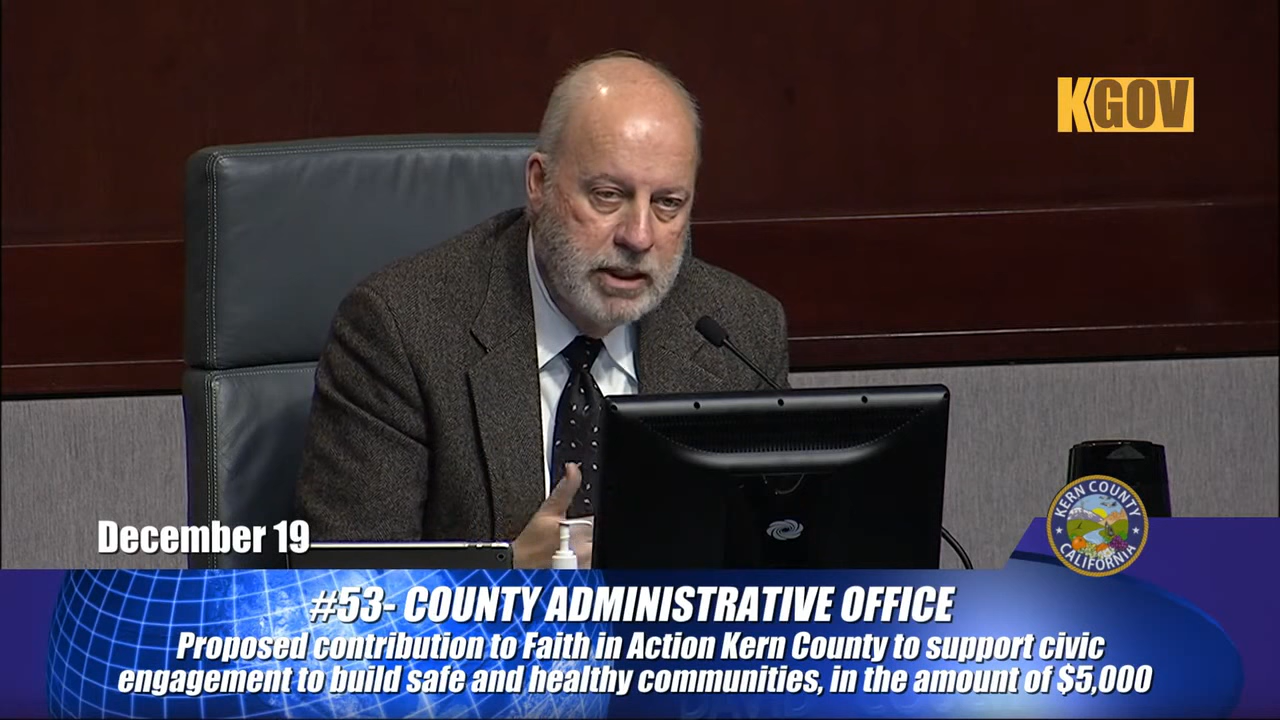 KGOV
December 19
KERN COUNTY
CALIFORNIA
#53- COUNTY ADMINISTRATIVE OFFICE
Proposed contribution to Faith in Action Kern County to support civic
engagement to build safe and healthy communities, in the amount of $5,000